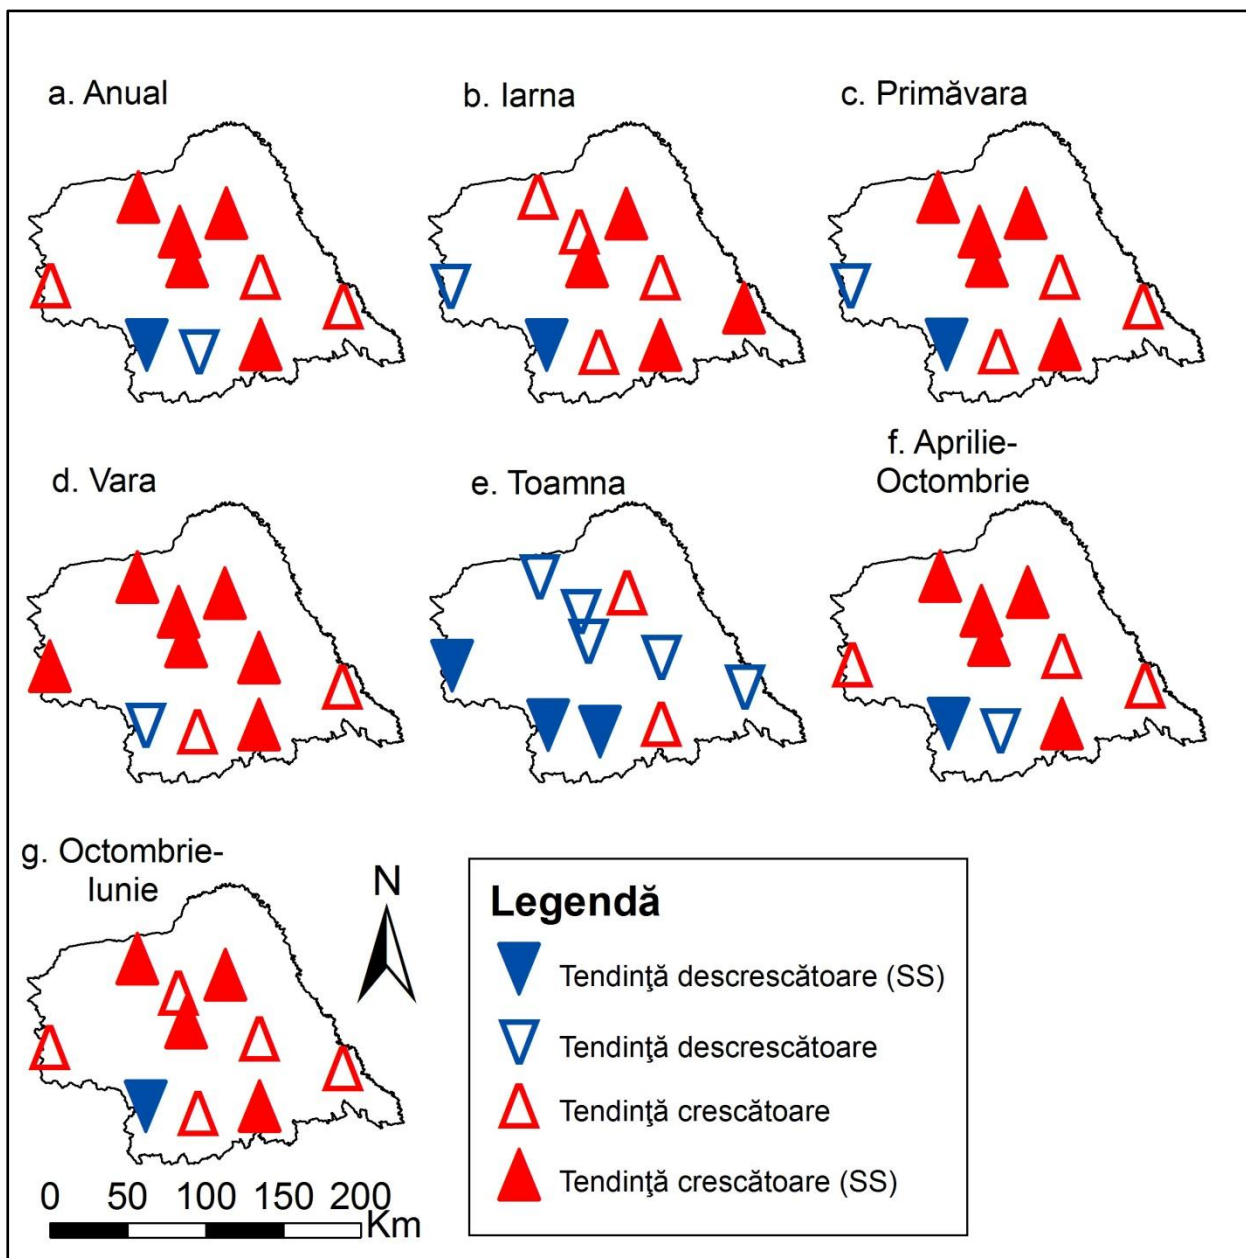 a. Anual
b. Iarna
c. Primăvara
d. Vara
e. Toamna
f. Aprilie-
Octombrie
g. Octombrie-
Iunie
N
0 50 100 150 200
Km
Legendă
Tendinţă descrescătoare (SS)
Tendinţă descrescătoare
Tendinţă crescătoare
Tendinţă crescătoare (SS)